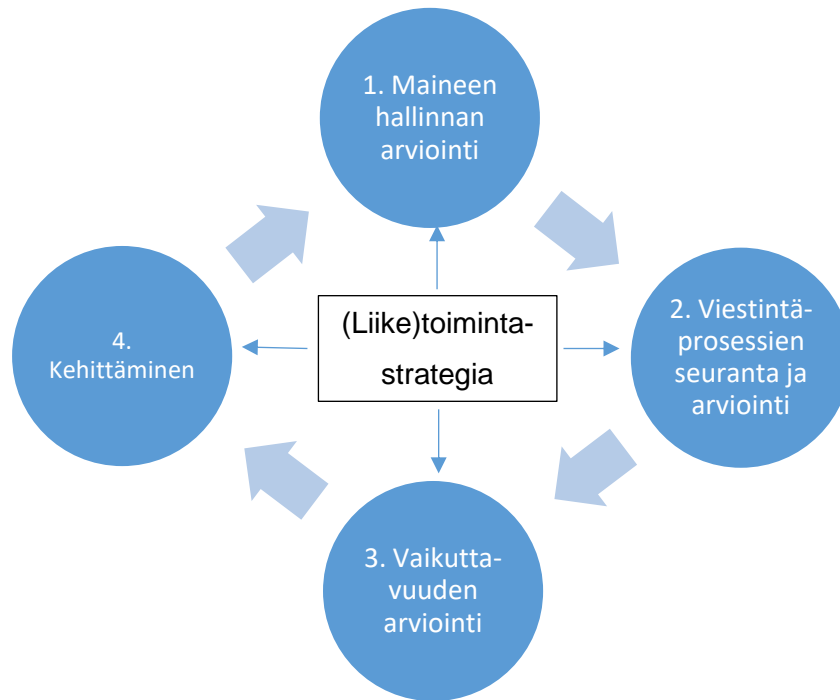 1. Maineen
hallinnan
arviointi
(Liike)toiminta-
strategia
2. Viestintä-
prosessien
seuranta ja
arviointi
3. Vaikutta-
vuuden
arviointi
4.
Kehittäminen